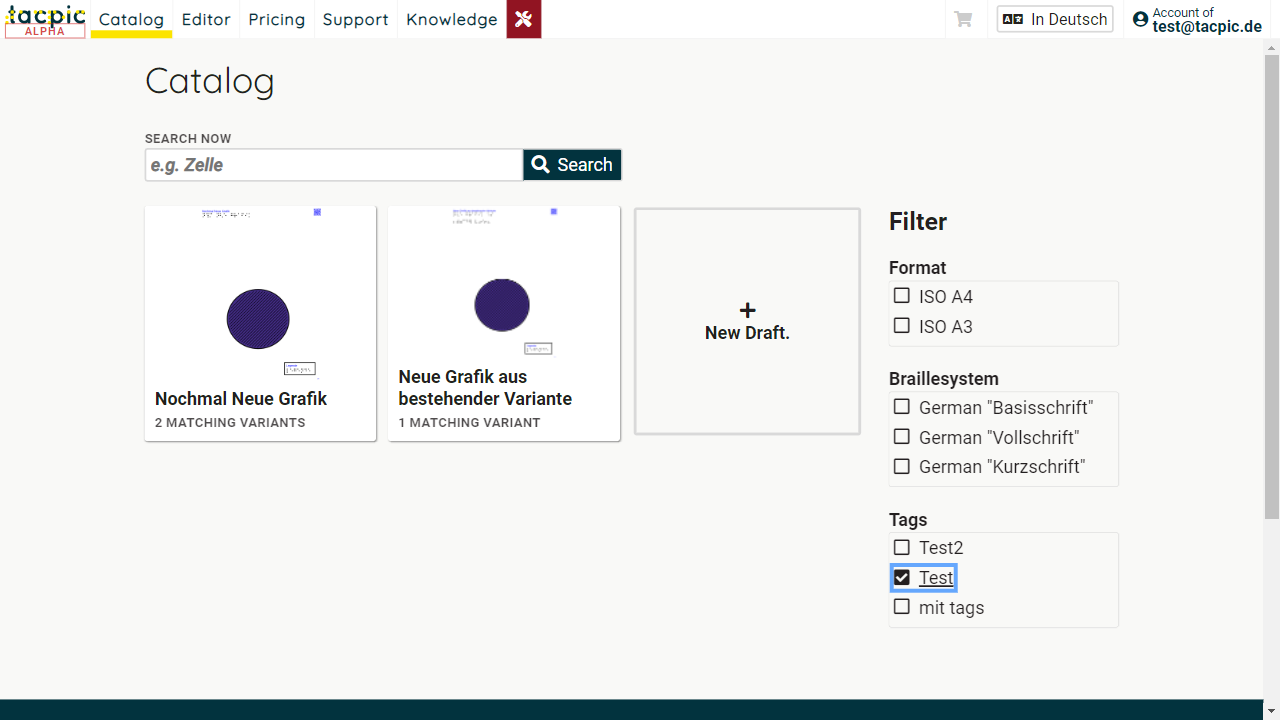 tacpic
ALPHA
Catalog
Editor
Pricing
Support
Knowledge
In Deutsch
Account of
test@tacpic.de
Catalog
SEARCH NOW
e.g. Zelle
Search
Nochmal Neue Grafik
2 MATCHING VARIANTS
Neue Grafik aus
bestehender Variante
1 MATCHING VARIANT
New Draft.
Filter
Format
ISO A4
ISO A3
Braillesystem
German "Basisschrift"
German "Vollschrift"
German "Kurzschrift"
Tags
Test2
Test
mit tags